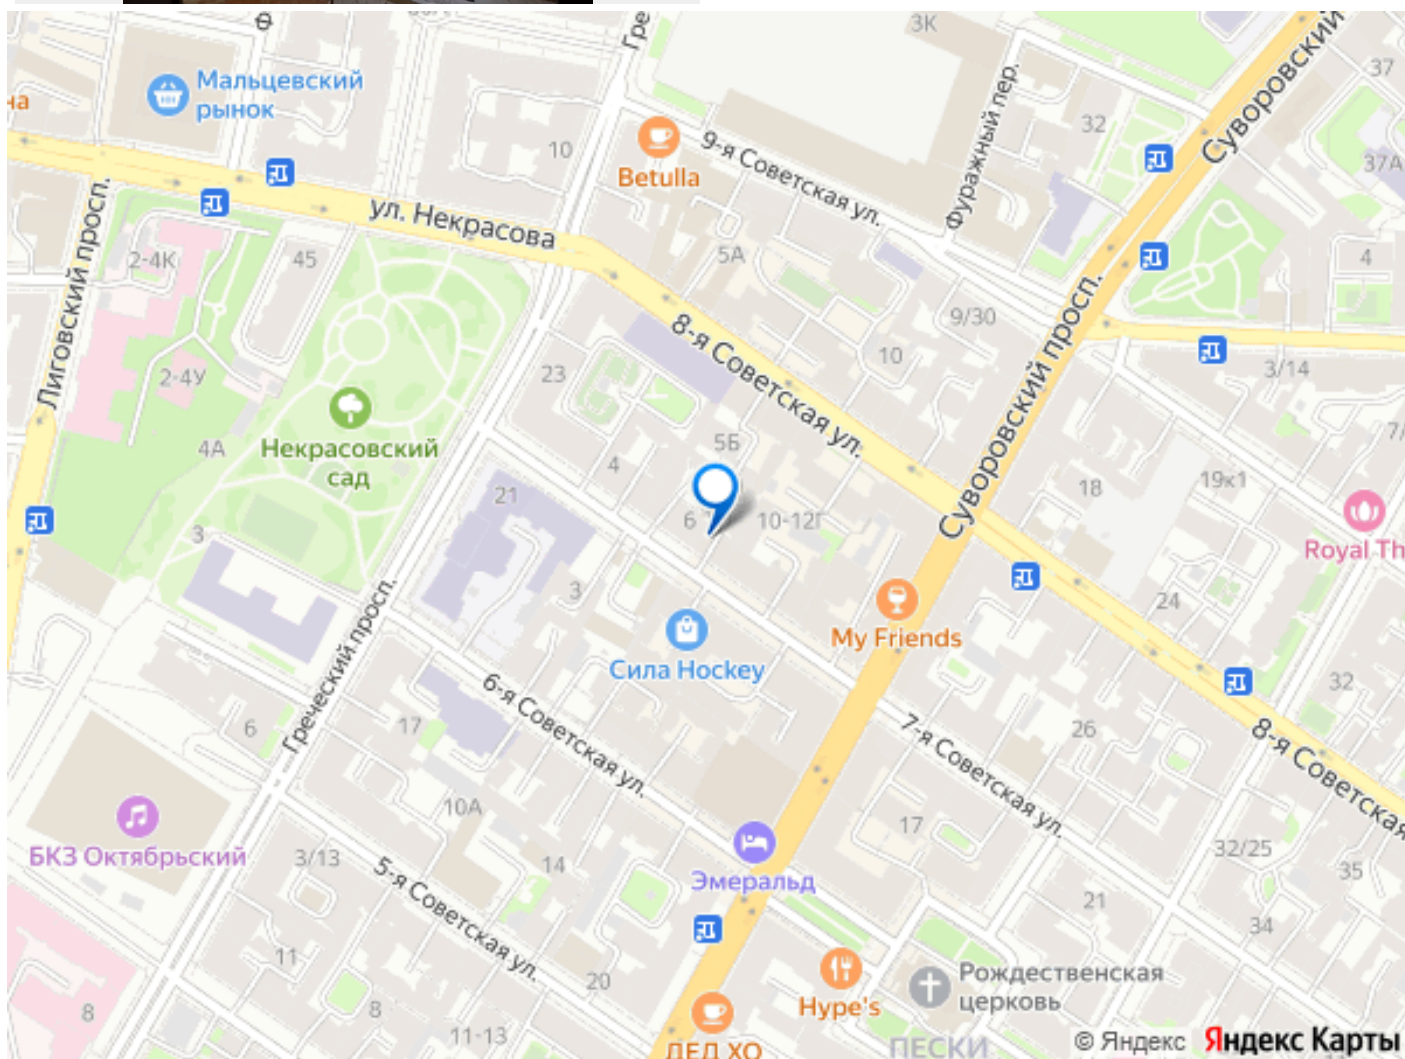 3К
Суворовский
37
Мальцевский
рынок
на
Ф
Гре
Фуражный пер.
32
10
Betulla
9-я Советская ул.
37А
ул. Некрасова
Лиговский просп.
2-4К
45
5А
4
9/30
8-я Советская ул.
10
Суворовский просп.
3/14
2-4У
23
Некрасовский
сад
4А
5Б
4
7/
21
18
19к1
6
10-12Г
Royal Th
3
3
24
My Friends
Сила Hockey
Греческий просп.
6-я Советская ул.
32
6
17
7-я Советская ул.
26
8-я Советская
10А
БКЗ Октябрьский
3/13
17
14
Эмеральд
32/25
35
5-я Советская ул.
21
34
11
20
Hype's
Рождественская
церковь
8
8
11-13
ДЕД ХО
ПЕСКИ
© Яндекс Яндекс Карты